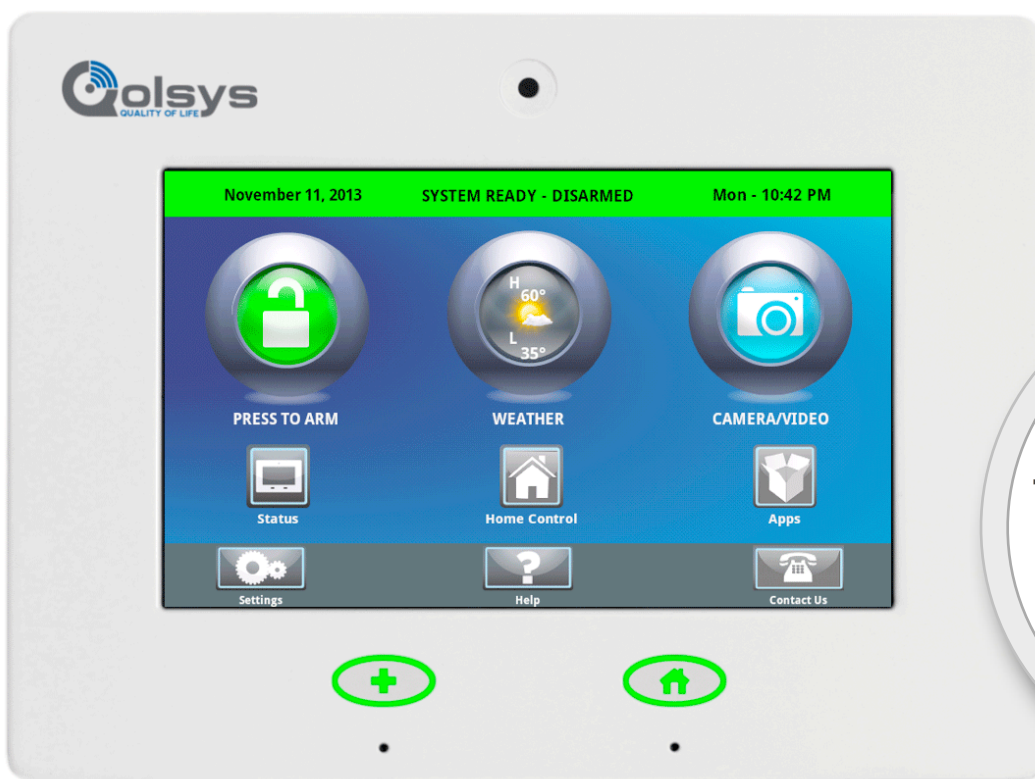 Qolsys
QUALITY OF LIFE
November 11, 2013 SYSTEM READY - DISARMED Mon - 10:42 PM
H
60°
L
35°
PRESS TO ARM WEATHER CAMERA/VIDEO
Status Home Control Apps
Settings Help Contact Us